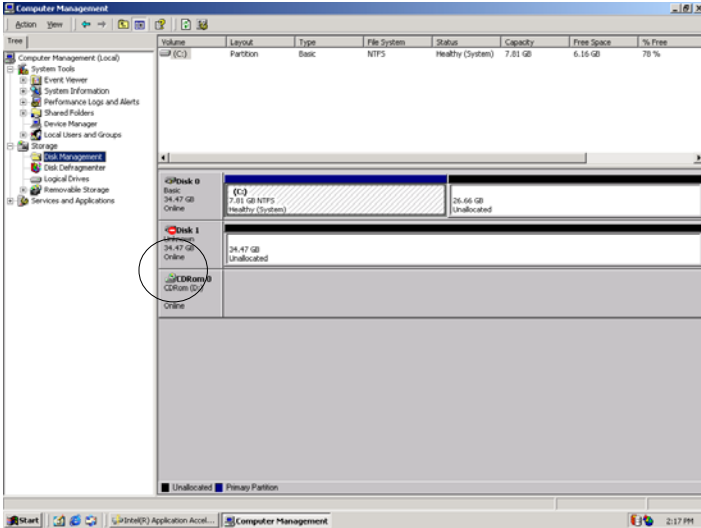 Computer Management
Action View
Tree
Computer Management (Local)
System Tools
Event Viewer
System Information
Performance Logs and Alerts
Shared Folders
Device Manager
Local Users and Groups
Storage
Disk Management
Disk Defragmenter
Logical Drives
Removable Storage
Services and Applications
Volume Layout Type File System Status Capacity Free Space % Free
(C:) Partition Basic NTFS Healthy (System) 7.81 GB 6.16 GB 78 %
Disk 0
Basic
34.47 GB
Online
(C:)
7.81 GB NTFS
Healthy (System)
26.66 GB
Unallocated
Disk 1
Unknown
34.47 GB
Online
34.47 GB
Unallocated
CDRom 0
CDRom (D:)
Online
Unallocated Primary Partition
Start Intel(R) Application Accel... Computer Management 2:17 PM